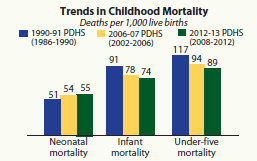 Trends in Childhood Mortality
Deaths per 1,000 live births
1990-91 PDHS 2006-07 PDHS 2012-13 PDHS
(1986-1990) (2002-2006) (2008-2012)
117
91 94 89
78 74
51 54 55
Neonatal Infant Under-five
mortality mortality mortality